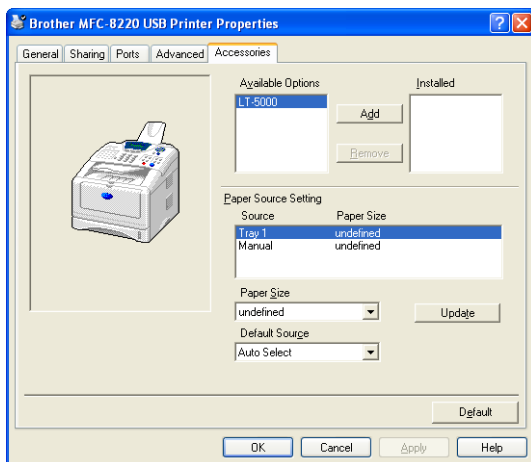 Brother MFC-8220 USB Printer Properties
General Sharing Ports Advanced Accessories
Available Options Installed
LT-5000
Add
Remove
Paper Source Setting
Source Paper Size
Tray 1 undefined
Manual undefined
Paper Size
undefined Update
Default Source
Auto Select
Default
OK Cancel Apply Help